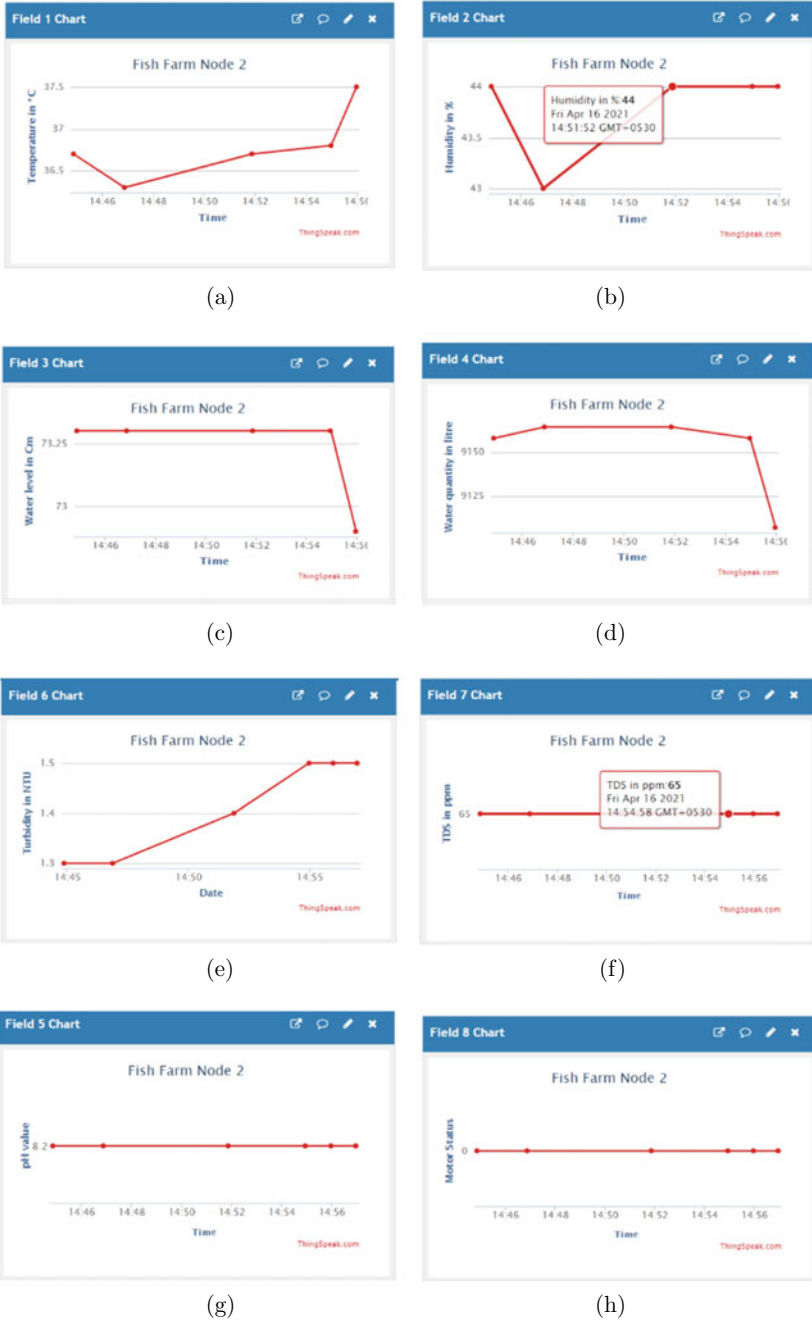 Field 1 Chart
Fish Farm Node 2
Temperature in °C
37.5
37
36.5
14:46 14:48 14:50 14:52 14:54
Time
ThingSpeak.com
(a)
Field 2 Chart
Fish Farm Node 2
Humidity in %
44
43.5
43
Humidity in %:44
Fri Apr 16 2021
14:51:52 GMT+0530
14:46 14:48 14:50 14:52 14:54
Time
ThingSpeak.com
(b)
Field 3 Chart
Fish Farm Node 2
Water level in Cm
73.25
73
14:46 14:48 14:50 14:52 14:54
Time
ThingSpeak.com
(c)
Field 4 Chart
Fish Farm Node 2
Water quantity in litre
9150
9125
14:46 14:48 14:50 14:52 14:54
Time
ThingSpeak.com
(d)
Field 6 Chart
Fish Farm Node 2
Turbidity in NTU
1.5
1.4
1.3
14:45 14:50 14:55
Date
ThingSpeak.com
(e)
Field 7 Chart
Fish Farm Node 2
TDS in ppm
65
TDS in ppm:65
Fri Apr 16 2021
14:54:58 GMT+0530
14:46 14:48 14:50 14:52 14:54 14:56
Time
ThingSpeak.com
(f)
Field 5 Chart
Fish Farm Node 2
pH value
8.2
14:46 14:48 14:50 14:52 14:54 14:56
Time
ThingSpeak.com
(g)
Field 8 Chart
Fish Farm Node 2
Motor Status
0
14:46 14:48 14:50 14:52 14:54 14:56
Time
ThingSpeak.com
(h)